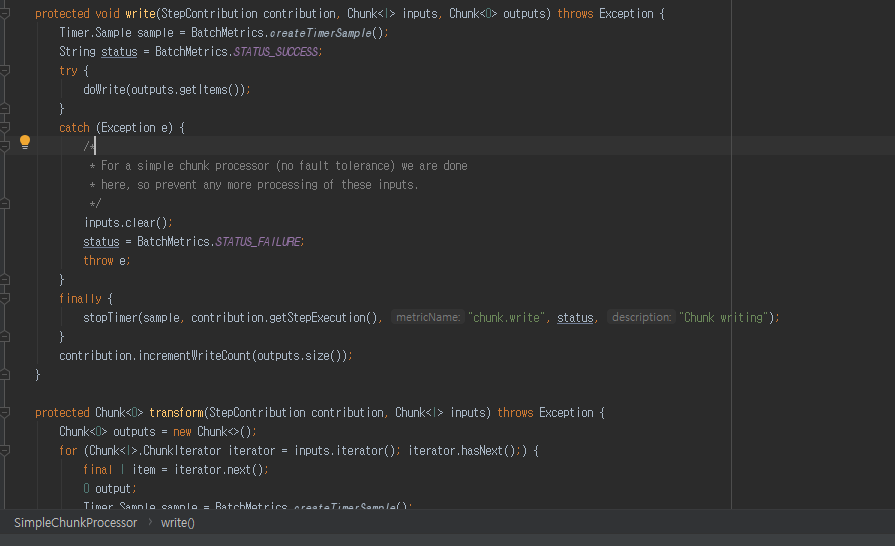 protected void write(StepContribution contribution, Chunk<I> inputs, Chunk<O> outputs) throws Exception {
Timer.Sample sample = BatchMetrics.createTimerSample();
String status = BatchMetrics.STATUS_SUCCESS;
try {
doWrite(outputs.getItems());
}
catch (Exception e) {
/*
* For a simple chunk processor (no fault tolerance) we are done
* here, so prevent any more processing of these inputs.
*/
inputs.clear();
status = BatchMetrics.STATUS_FAILURE;
throw e;
}
finally {
stopTimer(sample, contribution.getStepExecution(), metricName: "chunk.write", status, description: "Chunk writing");
}
contribution.incrementWriteCount(outputs.size());
}
protected Chunk<O> transform(StepContribution contribution, Chunk<I> inputs) throws Exception {
Chunk<O> outputs = new Chunk<>();
for (Chunk<I>.ChunkIterator iterator = inputs.iterator(); iterator.hasNext();) {
final I item = iterator.next();
O output;
Timer.Sample sample = BatchMetrics.createTimerSample();
SimpleChunkProcessor › write()